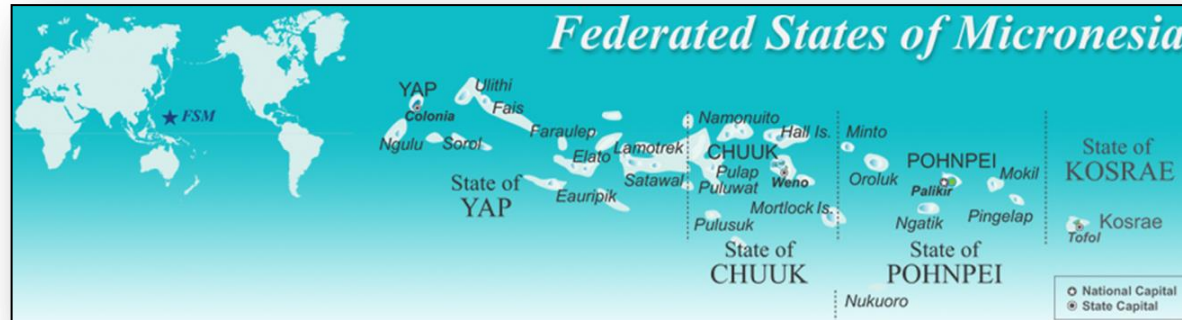 Federated States of Micronesia
FSM
YAP
Colonia
Ulithi
Fais
Ngulu
Sorol
Faraulep
Elato
Lamotrek
Satawal
Eauripik
State of
YAP
Namonuito
Hall Is.
CHUUK
Pulap
Weno
Puluwat
Mortlock Is.
Pulusuk
State of
CHUUK
Minto
Oroluk
POHNPEI
Palikir
Mokil
Ngatik
Pingelap
State of
POHNPEI
Nukuoro
State of
KOSRAE
Kosrae
Tofol
National Capital
State Capital